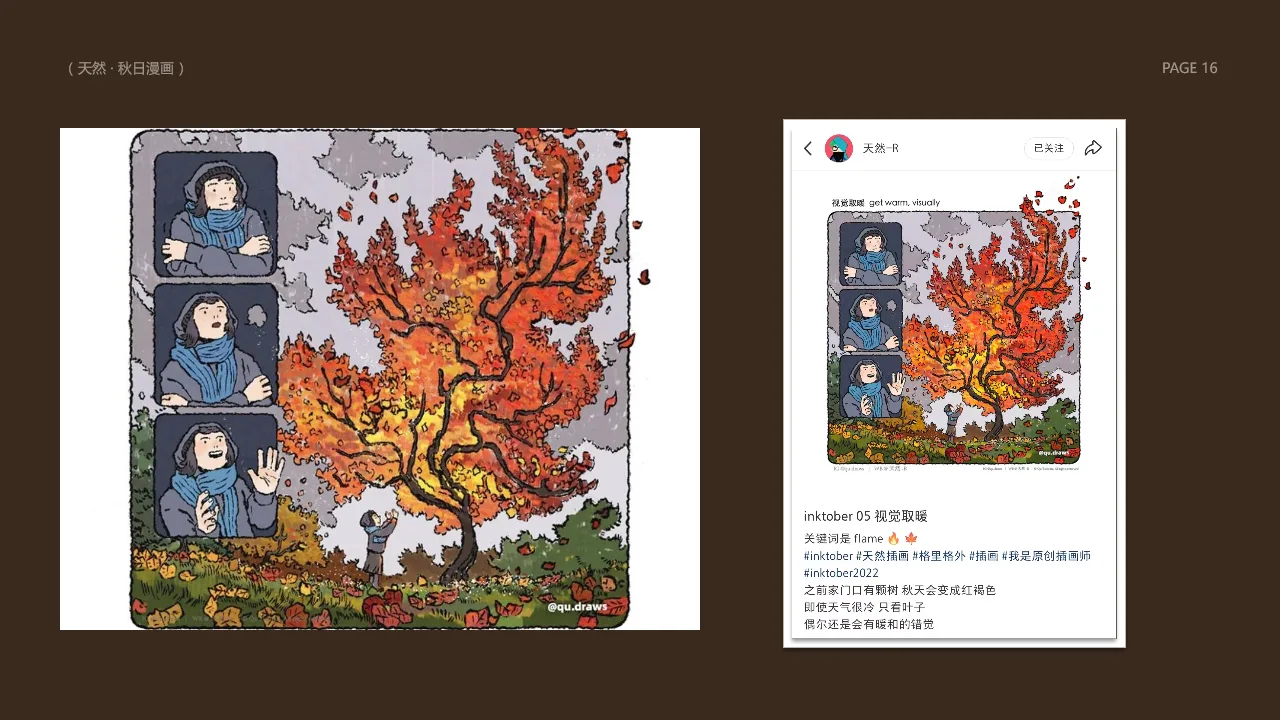 ( 天然 · 秋日漫画 )
PAGE 16
@qu.draws
天然-R
已关注
视觉取暖 get warm, visually
@qu.draws
inktober 05 视觉取暖
关键词是 flame 🔥 🍁
#inktober #天然插画 #格里格外 #插画 #我是原创插画师
#inktober2022
之前家门口有颗树 秋天会变成红褐色
即使天气很冷 只看叶子
偶尔还是会有暖和的错觉